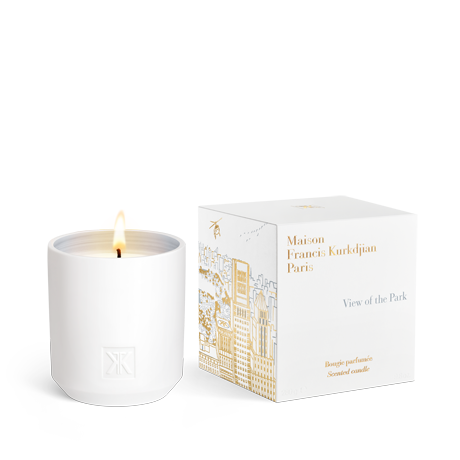 Maison
Francis Kurkdjian
Paris
View of the Park
Bougie parfumée
Scented candle